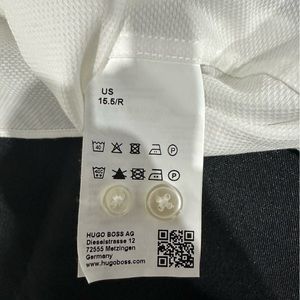 US
15.5/R
HUGO BOSS AG
Dieselstrasse 12
72555 Metzingen
Germany
www.hugoboss.com